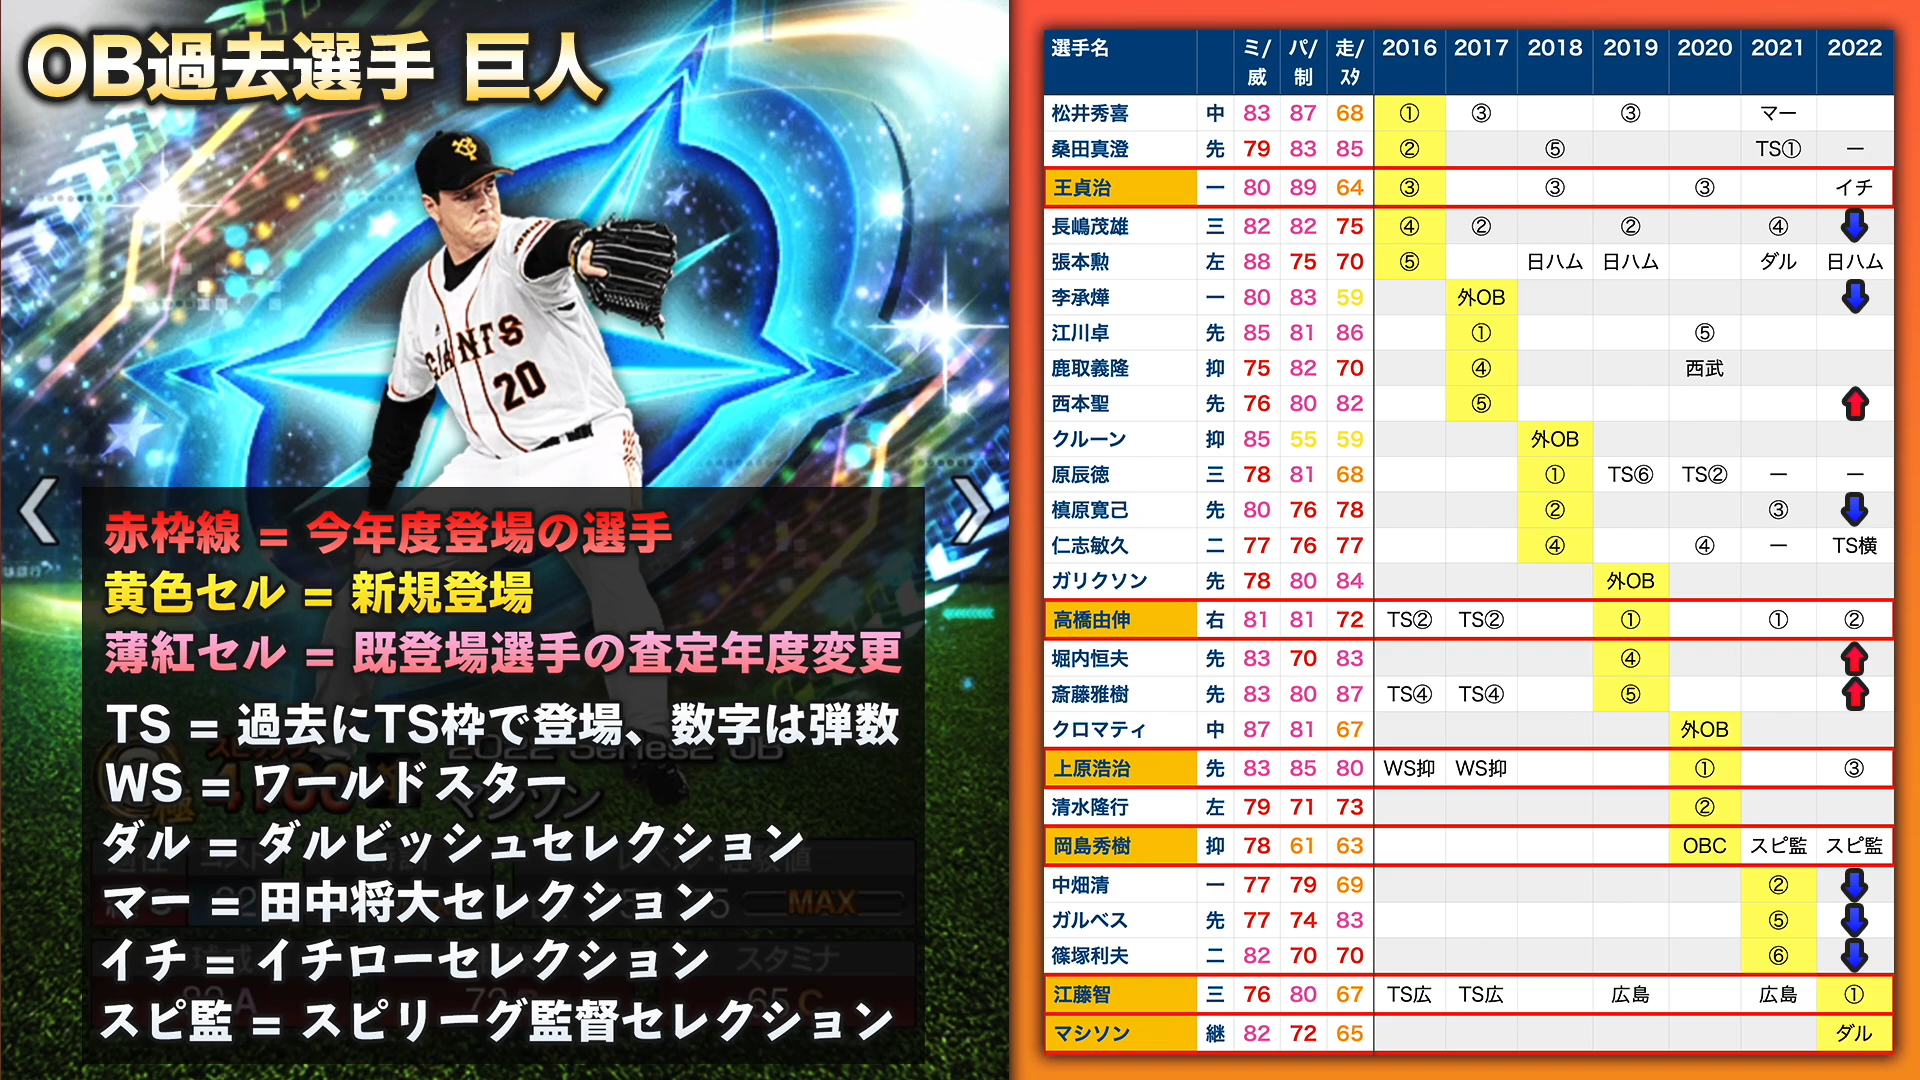 OB過去選手 巨人
GIANTS
20
赤枠線 = 今年度登場の選手
黄色セル = 新規登場
薄紅セル = 既登場選手の査定年度変更
TS = 過去にTS枠で登場、数字は弾数
WS = ワールドスター
ダル = ダルビッシュセレクション
マー = 田中将大セレクション
イチ = イチローセレクション
スピ監 = スピリーグ監督セレクション
2022 Series2 OB
マシソン
MAX
スタミナ
選手名 ミ/威 パ/制 走/スタ 2016 2017 2018 2019 2020 2021 2022
松井秀喜 中 83 87 68 ① ③ ③ マー
桑田真澄 先 79 83 85 ② ⑤ TS① ー
王貞治 一 80 89 64 ③ ③ ③ イチ
長嶋茂雄 三 82 82 75 ④ ② ② ④
張本勲 左 88 75 70 ⑤ 日ハム 日ハム ダル 日ハム
李承燁 一 80 83 59 外OB
江川卓 先 85 81 86 ① ⑤
鹿取義隆 抑 75 82 70 ④ 西武
西本聖 先 76 80 82 ⑤
クルーン 抑 85 55 59 外OB
原辰徳 三 78 81 68 ① TS⑥ TS② ー ー
槙原寛己 先 80 76 78 ② ③
仁志敏久 二 77 76 77 ④ ④ ー TS横
ガリクソン 先 78 80 84 外OB
高橋由伸 右 81 81 72 TS② TS② ① ① ②
堀内恒夫 先 83 70 83 ④
斎藤雅樹 先 83 80 87 TS④ TS④ ⑤
クロマティ 中 87 81 67 外OB
上原浩治 先 83 85 80 WS抑 WS抑 ① ③
清水隆行 左 79 71 73 ②
岡島秀樹 抑 78 61 63 OBC スピ監 スピ監
中畑清 一 77 79 69 ②
ガルベス 先 77 74 83 ⑤
篠塚利夫 二 82 70 70 ⑥
江藤智 三 76 80 67 TS広 TS広 広島 広島 ①
マシソン 継 82 72 65 ダル